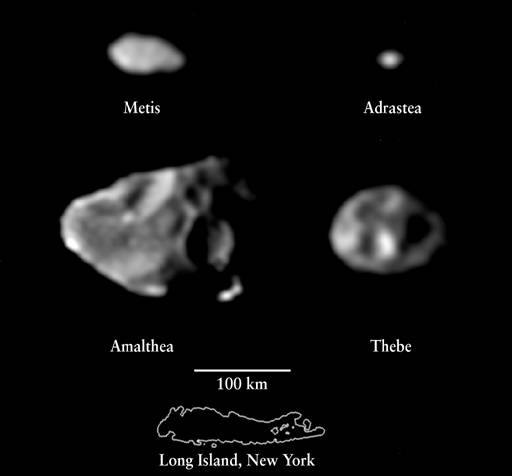 Metis
Adrastea
Amalthea
Thebe
100 km
Long Island, New York